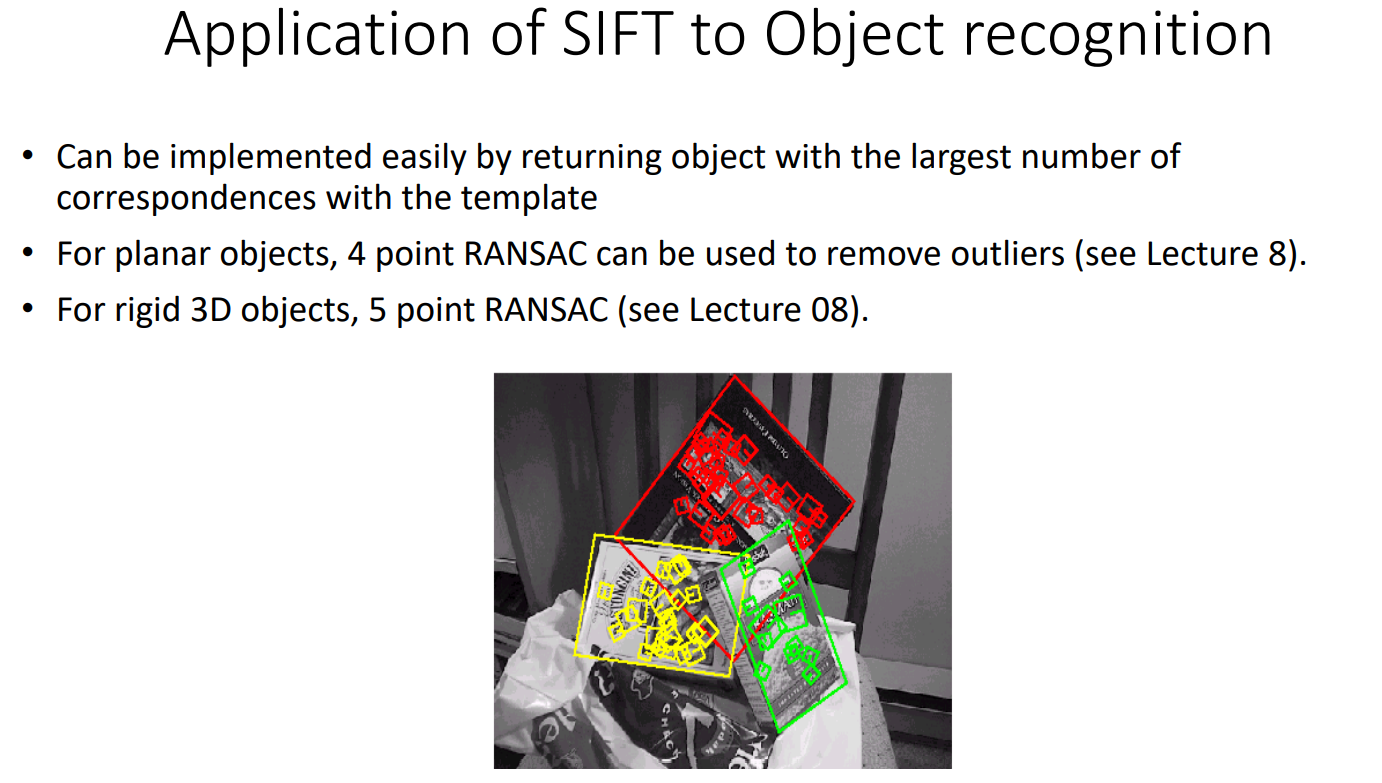 Application of SIFT to Object recognition
• Can be implemented easily by returning object with the largest number of
correspondences with the template
• For planar objects, 4 point RANSAC can be used to remove outliers (see Lecture 8).
• For rigid 3D objects, 5 point RANSAC (see Lecture 08).